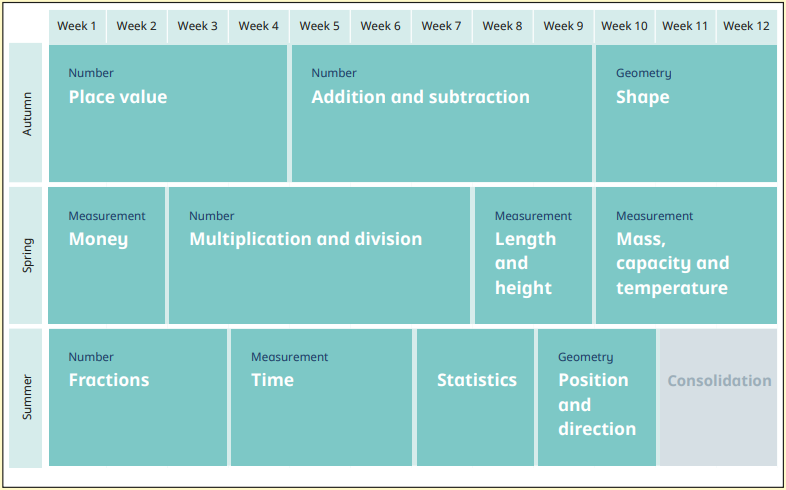 Week 1 Week 2 Week 3 Week 4 Week 5 Week 6 Week 7 Week 8 Week 9 Week 10 Week 11 Week 12
Autumn
Number
Place value
Number
Addition and subtraction
Geometry
Shape
Spring
Measurement
Money
Number
Multiplication and division
Measurement
Length
and
height
Measurement
Mass,
capacity and
temperature
Summer
Number
Fractions
Measurement
Time
Statistics
Geometry
Position
and
direction
Consolidation